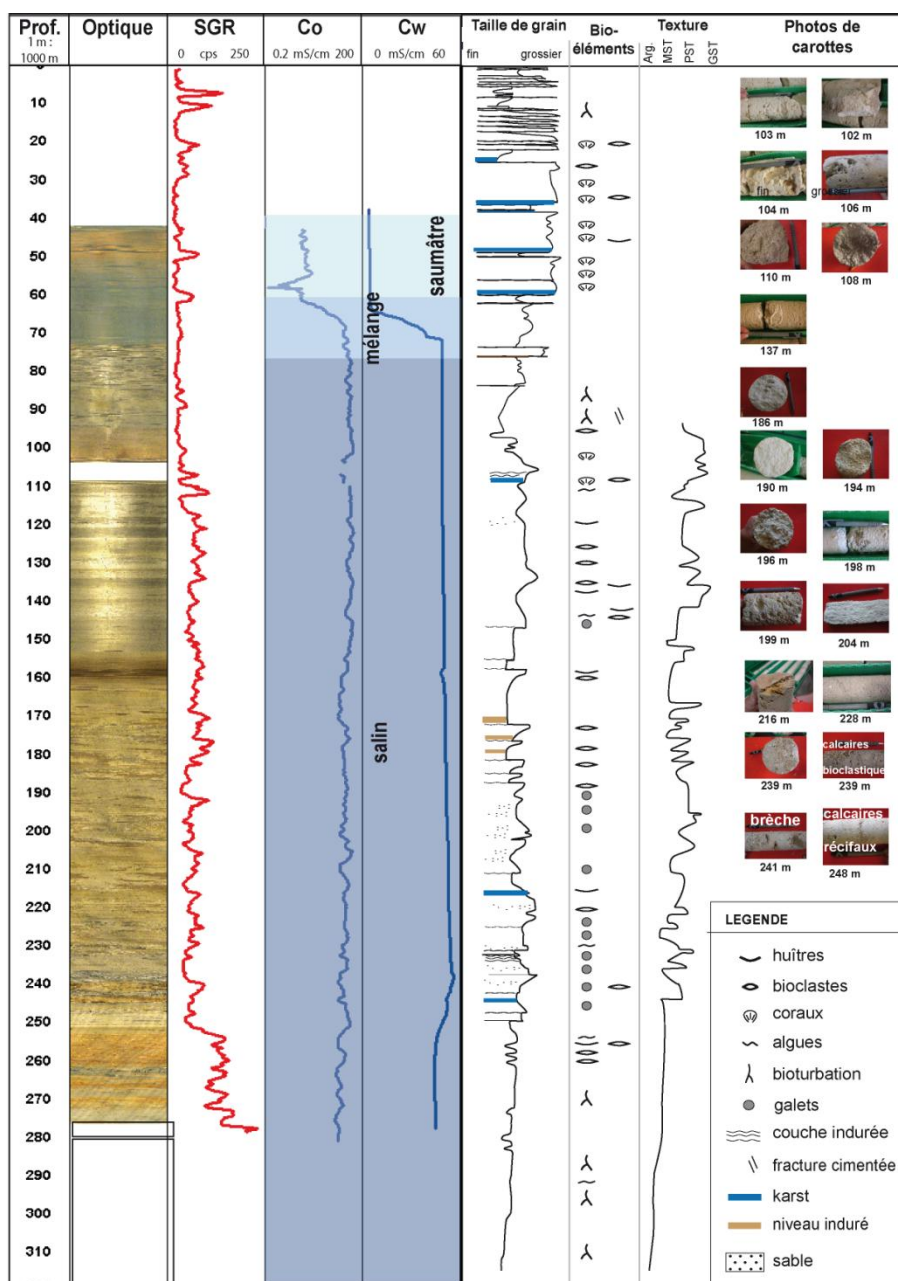 Prof.
1 m :
1000 m
Optique
SGR
0 cps 250
Co
0.2 mS/cm 200
Cw
0 mS/cm 60
Taille de grain
fin grossier
Bio-
éléments
Texture
Arg.
MST
PST
GST
Photos de
carottes
10
20
30
40
50
60
70
80
90
100
110
120
130
140
150
160
170
180
190
200
210
220
230
240
250
260
270
280
290
300
310
saumâtre
mélange
salin
103 m 102 m
fin grossier
104 m 106 m
110 m 108 m
137 m
186 m
190 m 194 m
196 m 198 m
199 m 204 m
216 m 228 m
calcaires
bioclastique
239 m 239 m
brèche calcaires
récifaux
241 m 248 m
LEGENDE
huîtres
bioclastes
coraux
algues
bioturbation
galets
couche indurée
fracture cimentée
karst
niveau induré
sable